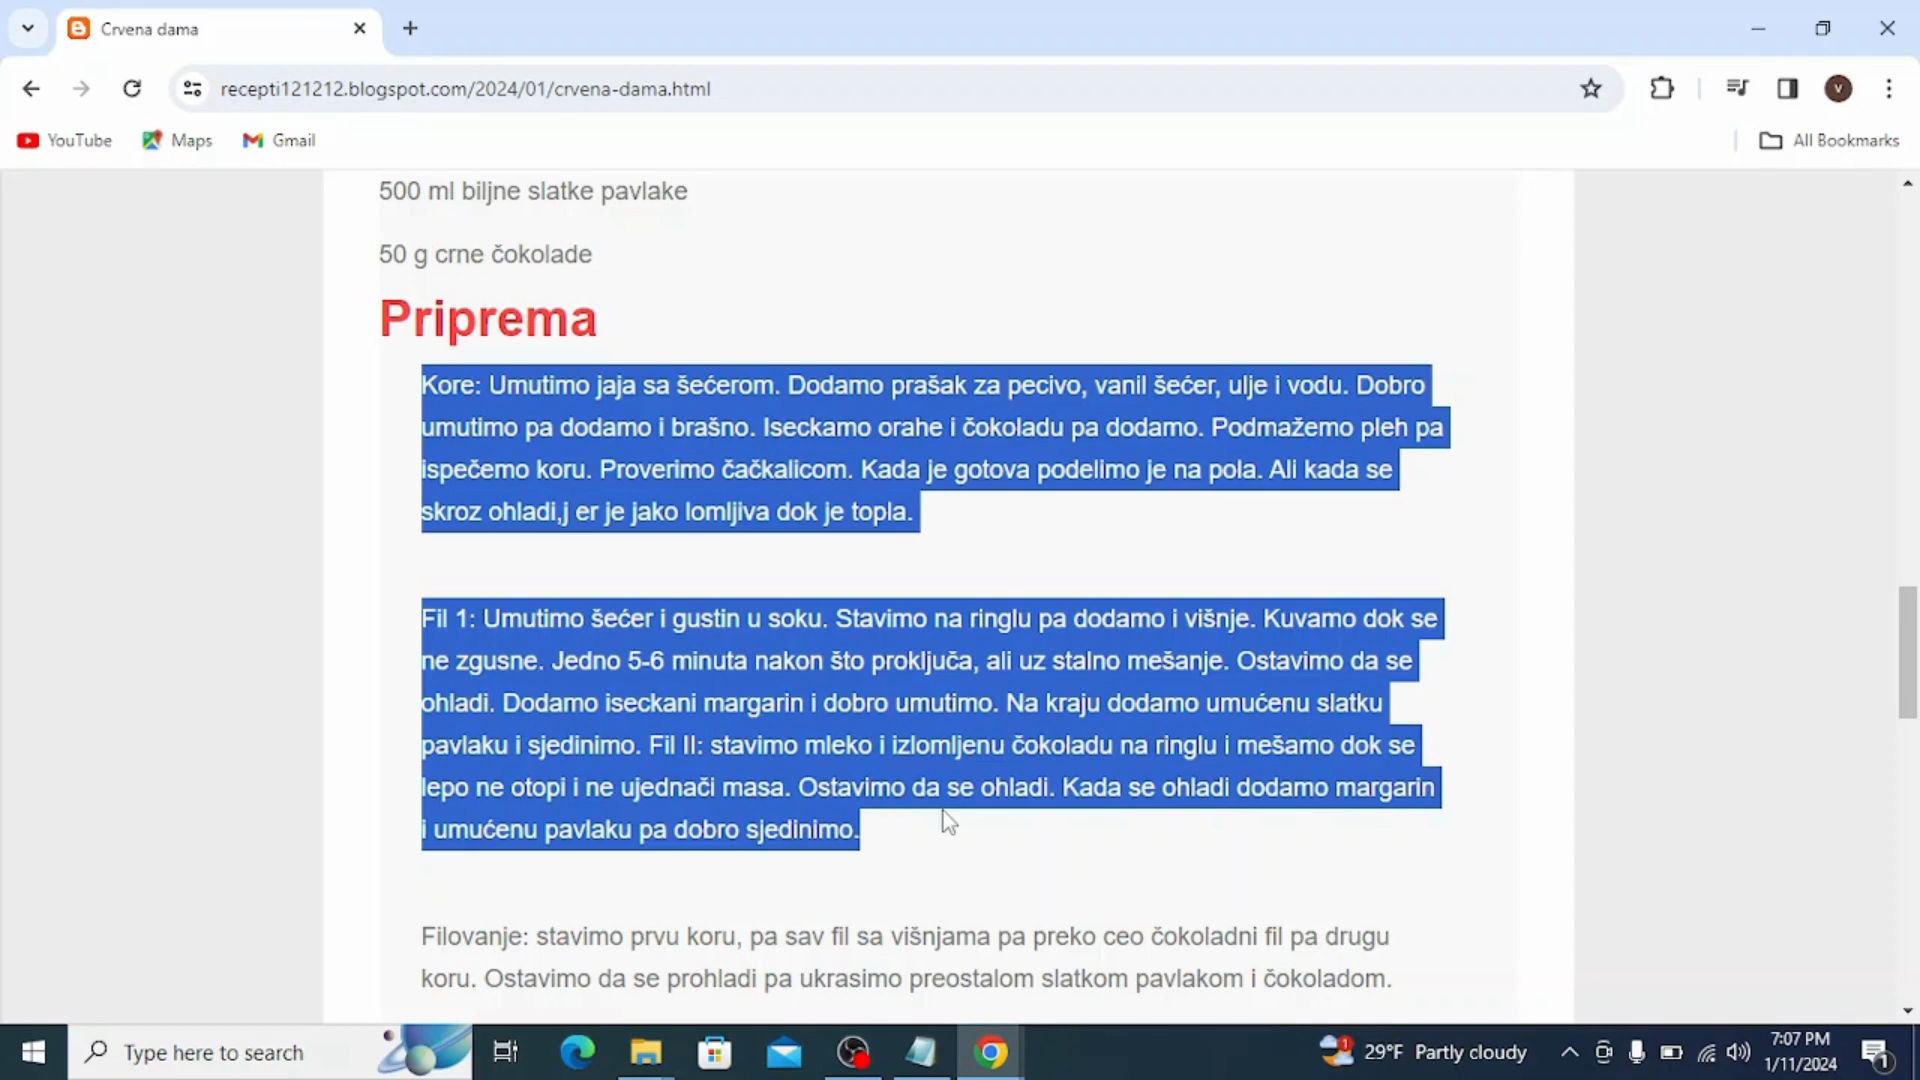 Crvena dama
recepti121212.blogspot.com/2024/01/crvena-dama.html
V
YouTube Maps Gmail All Bookmarks
500 ml biljne slatke pavlake
50 g crne čokolade
Priprema
Kore: Umutimo jaja sa šećerom. Dodamo prašak za pecivo, vanil šećer, ulje i vodu. Dobro
umutimo pa dodamo i brašno. Iseckamo orahe i čokoladu pa dodamo. Podmažemo pleh pa
ispečemo koru. Proverimo čačkalicom. Kada je gotova podelimo je na pola. Ali kada se
skroz ohladi,j er je jako lomljiva dok je topla.
Fil 1: Umutimo šećer i gustin u soku. Stavimo na ringlu pa dodamo i višnje. Kuvamo dok se
ne zgusne. Jedno 5-6 minuta nakon što proključa, ali uz stalno mešanje. Ostavimo da se
ohladi. Dodamo iseckani margarin i dobro umutimo. Na kraju dodamo umućenu slatku
pavlaku i sjedinimo. Fil II: stavimo mleko i izlomljenu čokoladu na ringlu i mešamo dok se
lepo ne otopi i ne ujednači masa. Ostavimo da se ohladi. Kada se ohladi dodamo margarin
i umućenu pavlaku pa dobro sjedinimo.
Filovanje: stavimo prvu koru, pa sav fil sa višnjama pa preko ceo čokoladni fil pa drugu
koru. Ostavimo da se prohladi pa ukrasimo preostalom slatkom pavlakom i čokoladom.
Type here to search
1
29°F Partly cloudy
7:07 PM
1/11/2024
1